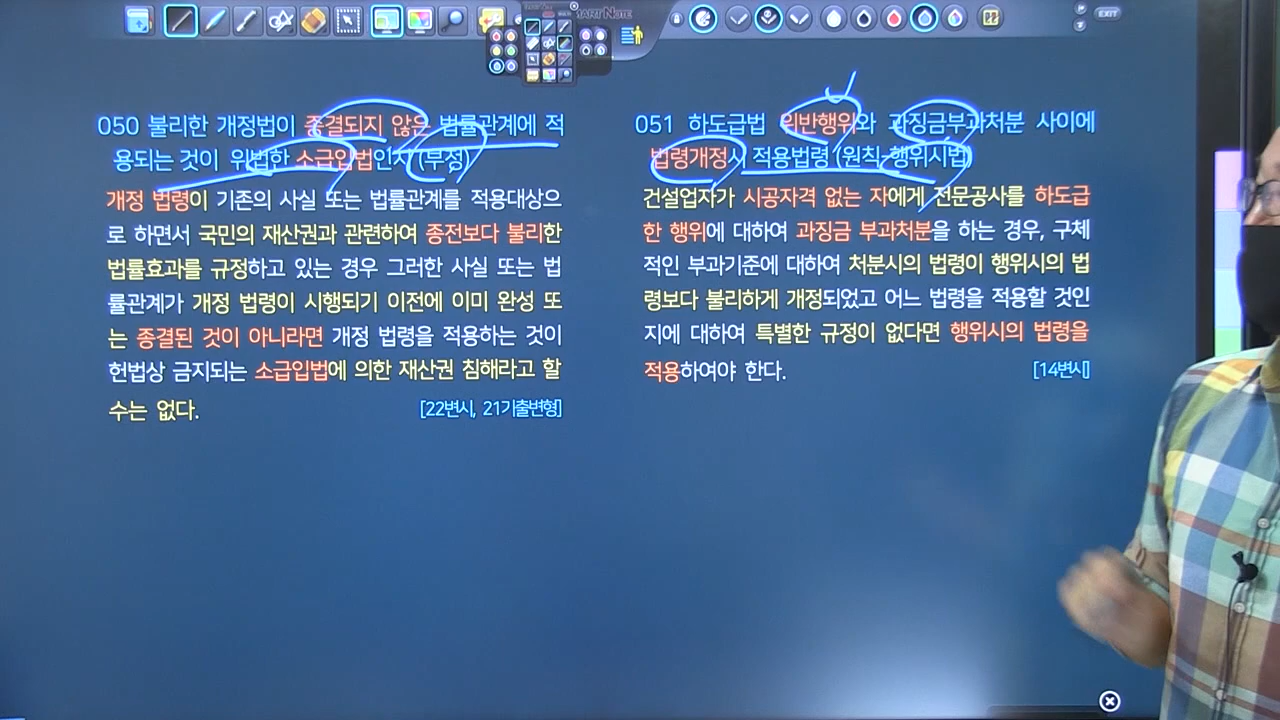 SMARTNOTE
EXIT
050 불리한 개정법이 종결되지 않은 법률관계에 적
용되는 것이 위법한 소급입법인지 (부정)
개정 법령이 기존의 사실 또는 법률관계를 적용대상으
로 하면서 국민의 재산권과 관련하여 종전보다 불리한
법률효과를 규정하고 있는 경우 그러한 사실 또는 법
률관계가 개정 법령이 시행되기 이전에 이미 완성 또
는 종결된 것이 아니라면 개정 법령을 적용하는 것이
헌법상 금지되는 소급입법에 의한 재산권 침해라고 할
수는 없다.
[22변시, 21기출변형]
051 하도급법 위반행위와 과징금부과처분 사이에
법령개정시 적용법령 (원칙-행위시법)
건설업자가 시공자격 없는 자에게 전문공사를 하도급
한 행위에 대하여 과징금 부과처분을 하는 경우, 구체
적인 부과기준에 대하여 처분시의 법령이 행위시의 법
령보다 불리하게 개정되었고 어느 법령을 적용할 것인
지에 대하여 특별한 규정이 없다면 행위시의 법령을
적용하여야 한다.
[14변시]